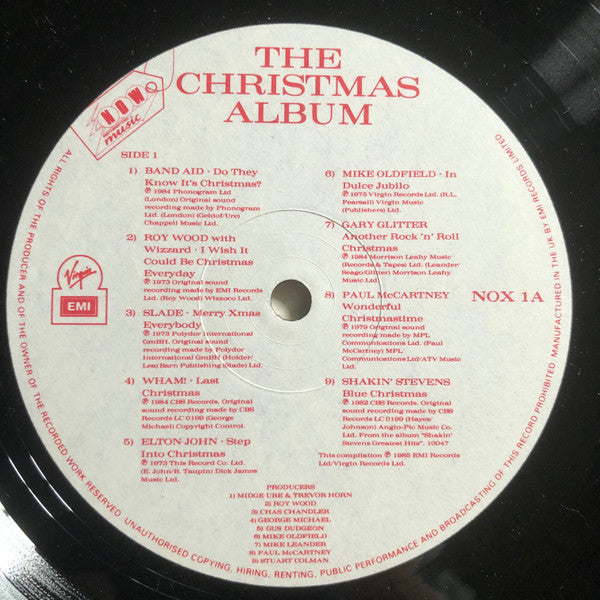 THE
CHRISTMAS
ALBUM
NOW
music
SIDE 1
1) BAND AID · Do They
Know It's Christmas?
℗ 1984 Phonogram Ltd
(London) Original sound
recording made by Phonogram
Ltd. (London) (Geldof/Ure)
Chappell Music Ltd.
2) ROY WOOD with
Wizzard · I Wish It
Could Be Christmas
Everyday
℗ 1973 Original sound
recording made by EMI Records
Ltd. (Roy Wood) Wizzoco Ltd.
3) SLADE · Merry Xmas
Everybody
℗ 1973 Polydor International
GmBH. Original sound
recording made by Polydor
International GmBH (Holder/
Lea) Barn Publishing (Slade) Ltd.
4) WHAM! · Last
Christmas
℗ 1984 CBS Records. Original
sound recording made by CBS
Records LC 0199 (George
Michael) Copyright Control.
5) ELTON JOHN · Step
Into Christmas
℗ 1973 This Record Co. Ltd.
(E. John/B. Taupin) Dick James
Music Ltd.
6) MIKE OLDFIELD · In
Dulce Jubilo
℗ 1975 Virgin Records Ltd. (R.L.
Pearsall) Virgin Music
(Publishers) Ltd.
7) GARY GLITTER
Another Rock 'n' Roll
Christmas
℗ 1984 Morrison Leahy Music
(Records & Tapes) Ltd. (Leander/
Seago/Glitter) Morrison Leahy
Music Ltd.
8) PAUL McCARTNEY
Wonderful
Christmastime
℗ 1979 Original sound
recording made by MPL
Communications Ltd. (Paul
McCartney) MPL
Communications Ltd/ATV Music
Ltd.
9) SHAKIN' STEVENS
Blue Christmas
℗ 1982 CBS Records. Original
sound recording made by CBS
Records LC 0199 (Hayes/
Johnson) Anglo-Pic Music Co.
Ltd. From the album "Shakin'
Stevens Greatest Hits". 10047
This compilation ℗ 1985 EMI Records
Ltd/Virgin Records Ltd.
Virgin
EMI
NOX 1A
PRODUCERS
1) MIDGE URE & TREVOR HORN
2) ROY WOOD
3) CHAS CHANDLER
4) GEORGE MICHAEL
5) GUS DUDGEON
6) MIKE OLDFIELD
7) MIKE LEANDER
8) PAUL McCARTNEY
9) STUART COLMAN
ALL RIGHTS OF THE PRODUCER AND OF THE OWNER OF THE RECORDED WORK RESERVED. UNAUTHORISED COPYING, HIRING, RENTING, PUBLIC PERFORMANCE AND BROADCASTING OF THIS RECORD PROHIBITED. MANUFACTURED IN THE UK BY EMI RECORDS LIMITED